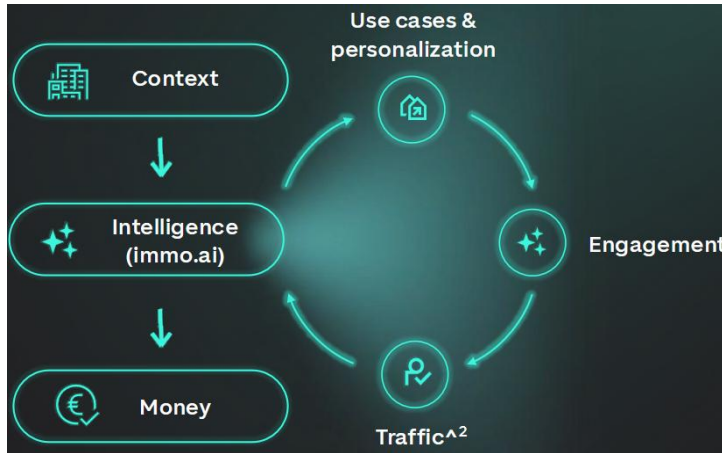 Use cases &
personalization
Context
Intelligence
(immo.ai)
Engagement
Money
Traffic^²